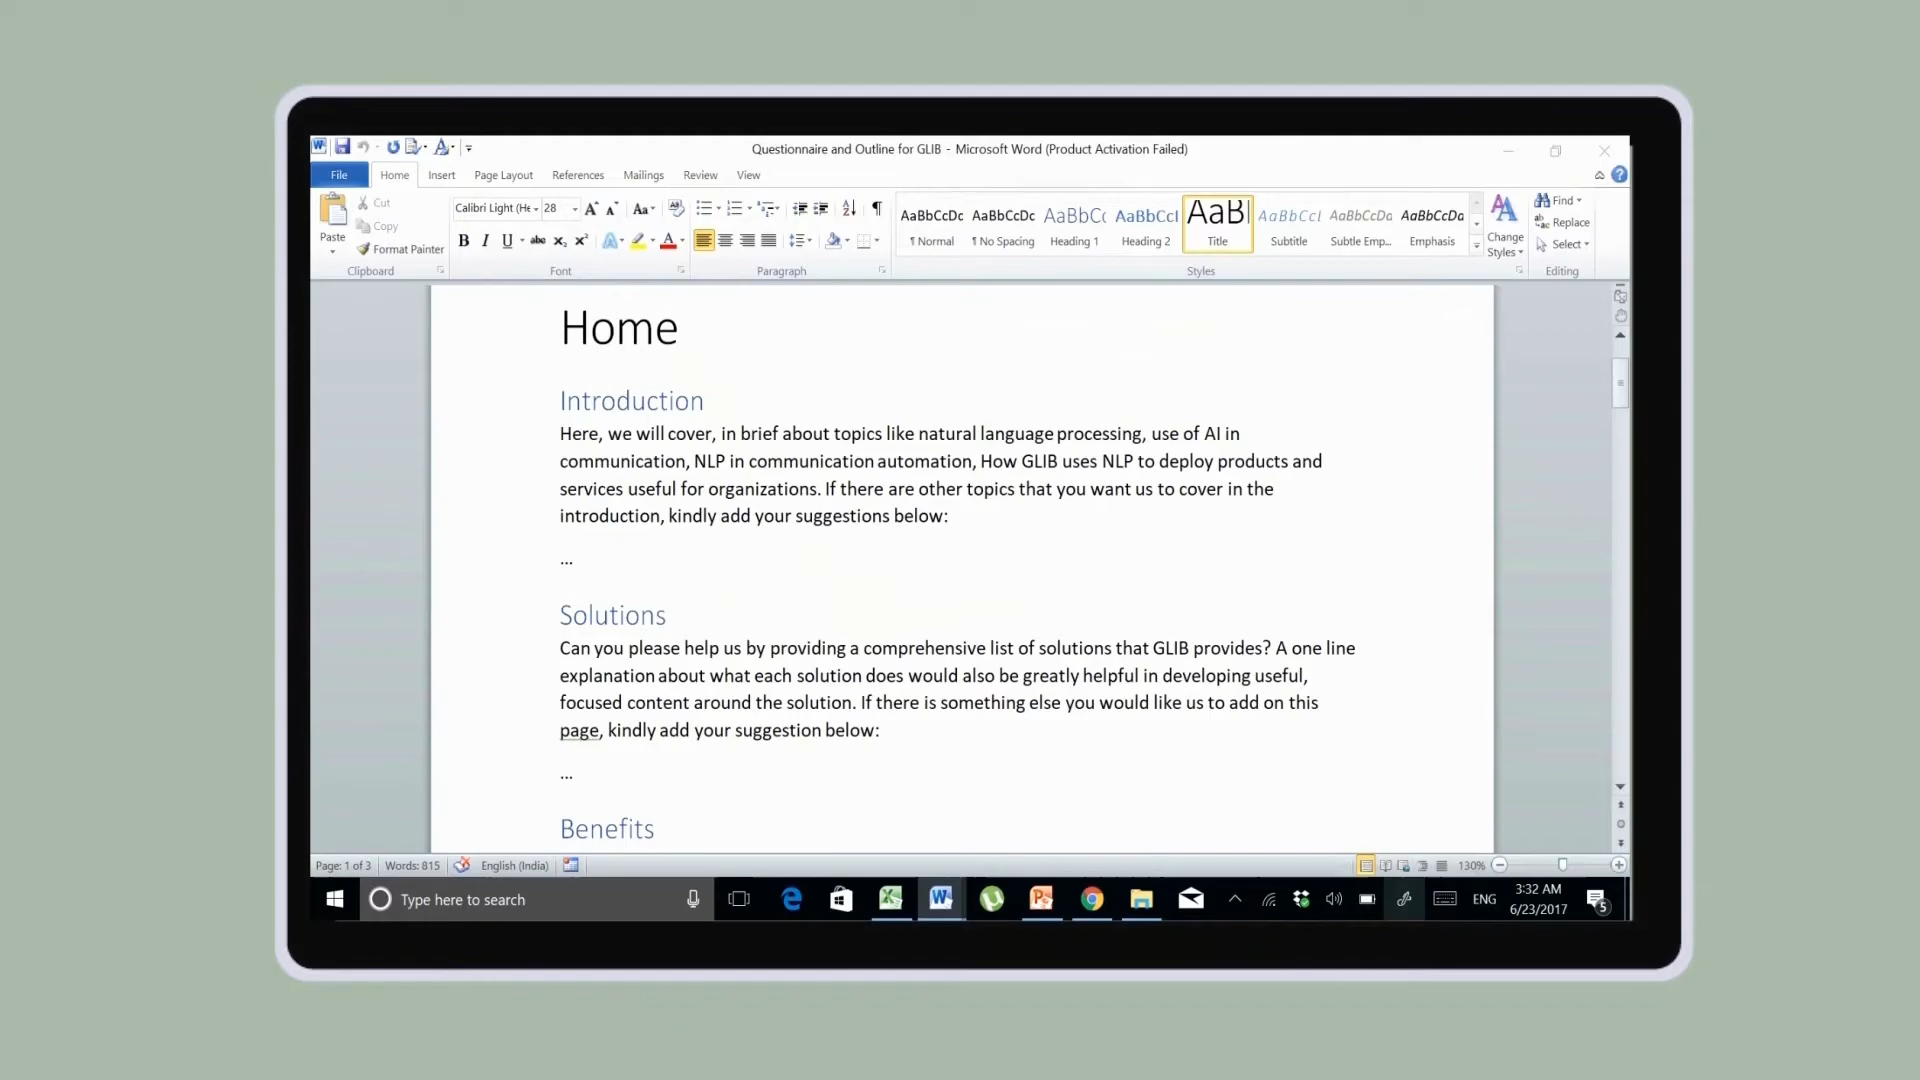 Questionnaire and Outline for GLIB - Microsoft Word (Product Activation Failed)
File Home Insert Page Layout References Mailings Review View
Paste
Cut
Copy
Format Painter
Clipboard
Calibri Light (He 28
Font
Paragraph
AaBbCcDc AaBbCcDc AaBbCc AaBbCcI AaBI AaBbCcI AaBbCcDa AaBbCcDa
¶ Normal ¶ No Spacing Heading 1 Heading 2 Title Subtitle Subtle Emp... Emphasis
Styles
Change
Styles
Find
Replace
Select
Editing
Home
Introduction
Here, we will cover, in brief about topics like natural language processing, use of AI in
communication, NLP in communication automation, How GLIB uses NLP to deploy products and
services useful for organizations. If there are other topics that you want us to cover in the
introduction, kindly add your suggestions below:
...
Solutions
Can you please help us by providing a comprehensive list of solutions that GLIB provides? A one line
explanation about what each solution does would also be greatly helpful in developing useful,
focused content around the solution. If there is something else you would like us to add on this
page, kindly add your suggestion below:
...
Benefits
Page: 1 of 3 Words: 815 English (India) 130%
Type here to search
ENG
3:32 AM
6/23/2017
5